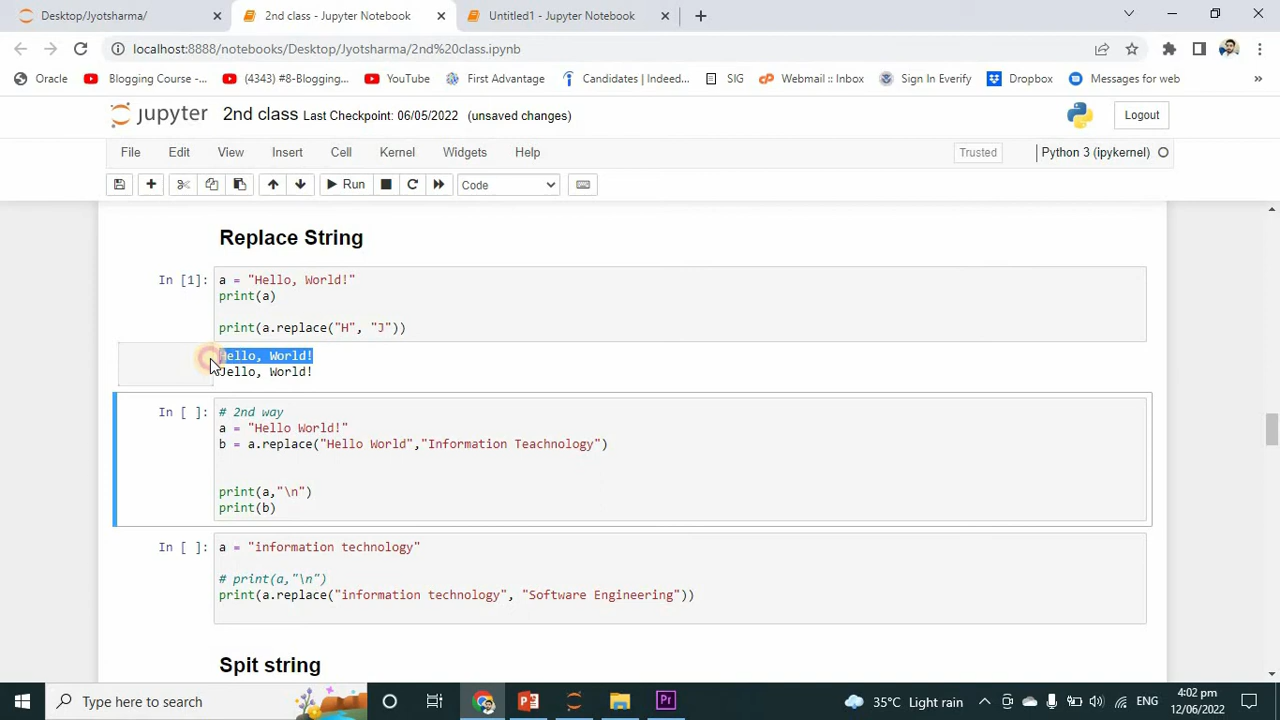 Desktop/Jyotsharma/
2nd class - Jupyter Notebook
Untitled1 - Jupyter Notebook
localhost:8888/notebooks/Desktop/Jyotsharma/2nd%20class.ipynb
Oracle
Blogging Course -...
(4343) #8-Blogging...
YouTube
First Advantage
Candidates | Indeed...
SIG
Webmail :: Inbox
Sign In Everify
Dropbox
Messages for web
»
jupyter
2nd class Last Checkpoint: 06/05/2022 (unsaved changes)
Logout
File Edit View Insert Cell Kernel Widgets Help
Trusted
Python 3 (ipykernel)
Run
Code
Replace String
In [1]: a = "Hello, World!"
print(a)
print(a.replace("H", "J"))
Hello, World!
Jello, World!
In [ ]: # 2nd way
a = "Hello World!"
b = a.replace("Hello World","Information Teachnology")
print(a,"\n")
print(b)
In [ ]: a = "information technology"
# print(a,"\n")
print(a.replace("information technology", "Software Engineering"))
Spit string
Type here to search
Pr
35°C Light rain
ENG
4:02 pm
12/06/2022